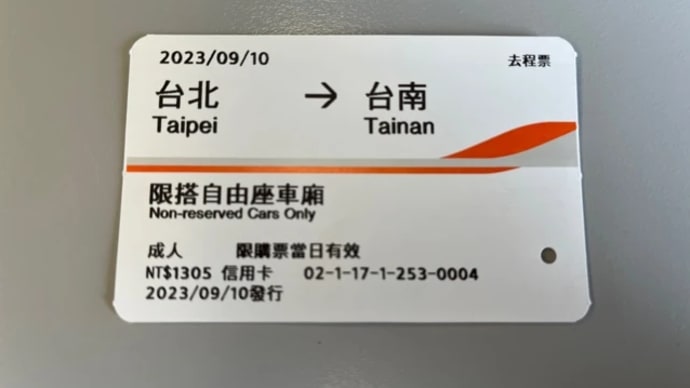 2023/09/10 去程票
台北 → 台南
Taipei Tainan
限搭自由座車廂
Non-reserved Cars Only
成人 限購票當日有效
NT$1305 信用卡 02-1-17-1-253-0004
2023/09/10發行